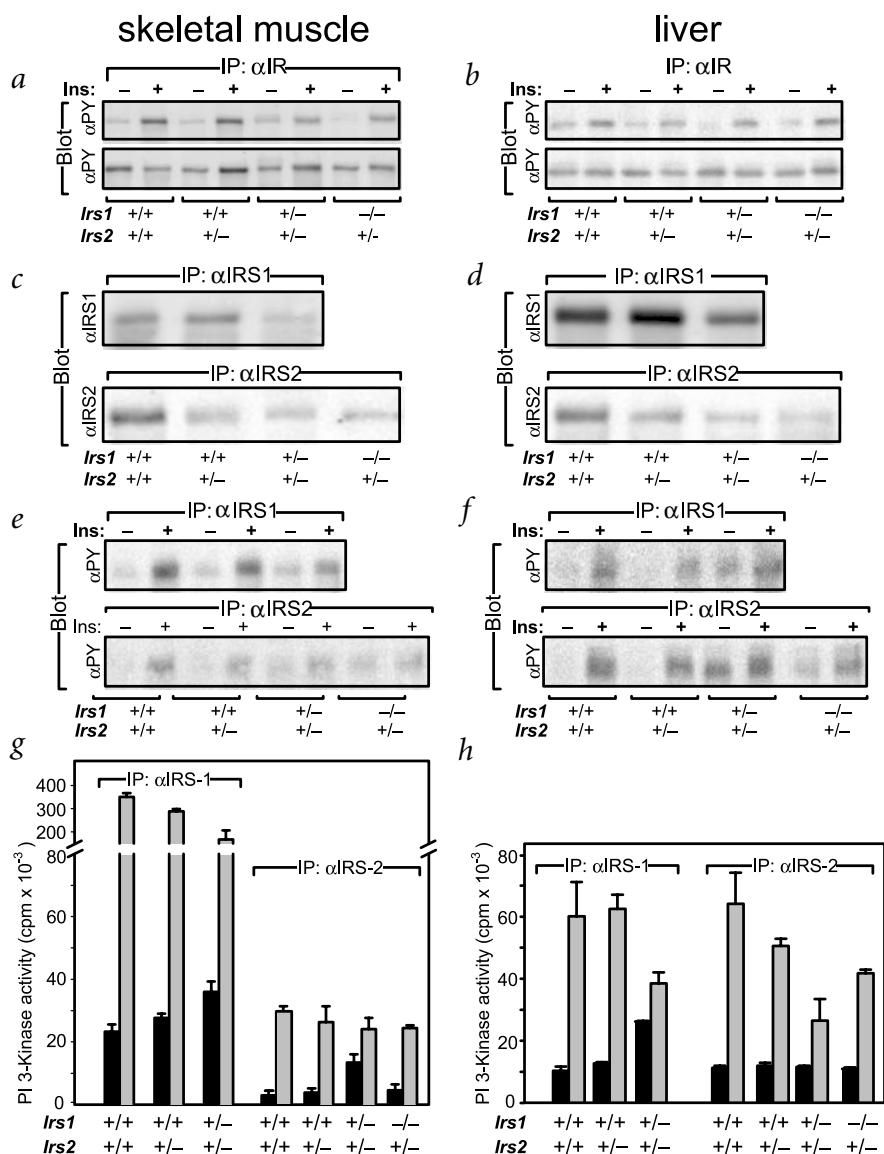 skeletal muscle
liver
a
IP: αIR
Ins: – + – + – + – +
Blot
αPY
αPY
Irs1 +/+ +/+ +/– –/–
Irs2 +/+ +/– +/– +/-
b
IP: αIR
Ins: – + – + – + – +
Blot
αPY
αPY
Irs1 +/+ +/+ +/– –/–
Irs2 +/+ +/– +/– +/–
c
IP: αIRS1
Blot
αIRS1
IP: αIRS2
αIRS2
Irs1 +/+ +/+ +/– –/–
Irs2 +/+ +/– +/– +/–
d
IP: αIRS1
Blot
αIRS1
IP: αIRS2
αIRS2
Irs1 +/+ +/+ +/– –/–
Irs2 +/+ +/– +/– +/–
e
IP: αIRS1
Ins: – + – + – +
Blot
αPY
IP: αIRS2
Ins: – + – + – + – +
αPY
Irs1 +/+ +/+ +/– –/–
Irs2 +/+ +/– +/– +/–
f
IP: αIRS1
Ins: – + – + – +
Blot
αPY
IP: αIRS2
Ins: – + – + – + – +
αPY
Irs1 +/+ +/+ +/– –/–
Irs2 +/+ +/– +/– +/–
g
IP: αIRS-1
IP: αIRS-2
PI 3-Kinase activity (cpm x 10⁻³)
400
300
200
80
60
40
20
0
Irs1 +/+ +/+ +/– +/+ +/+ +/– –/–
Irs2 +/+ +/– +/– +/+ +/– +/– +/–
h
IP: αIRS-1
IP: αIRS-2
PI 3-Kinase activity (cpm x 10⁻³)
80
60
40
20
0
Irs1 +/+ +/+ +/– +/+ +/+ +/– –/–
Irs2 +/+ +/– +/– +/+ +/– +/– +/–